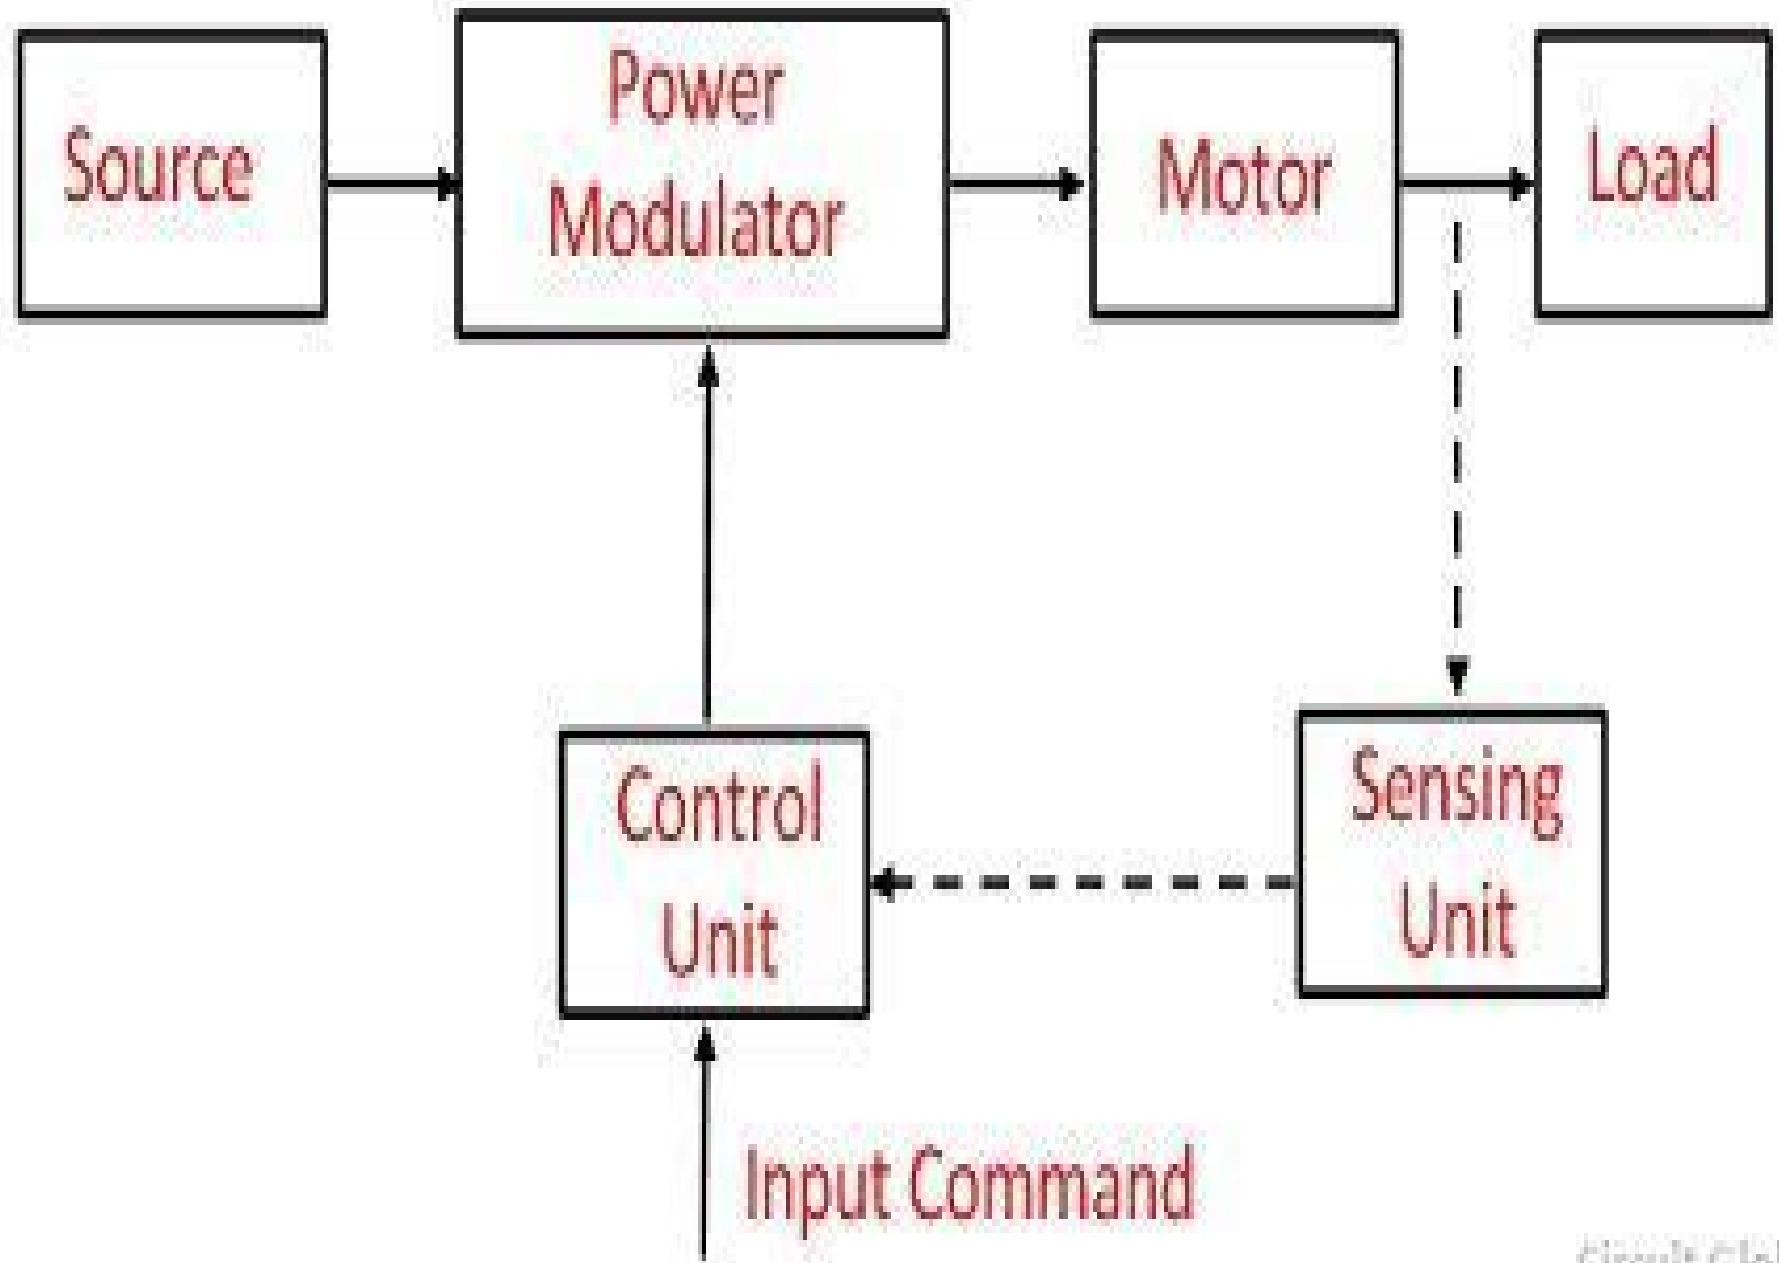 Source
Power
Modulator
Motor
Load
Control
Unit
Sensing
Unit
Input Command